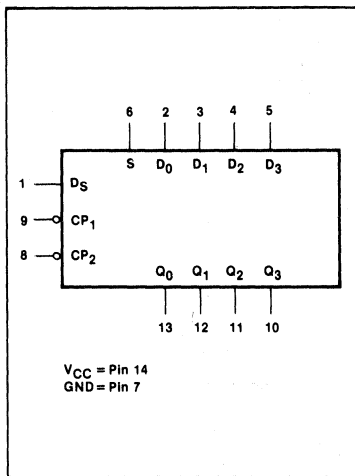 6 2 3 4 5
S D0 D1 D2 D3
1 DS
9 CP1
8 CP2
Q0 Q1 Q2 Q3
13 12 11 10
VCC = Pin 14
GND = Pin 7